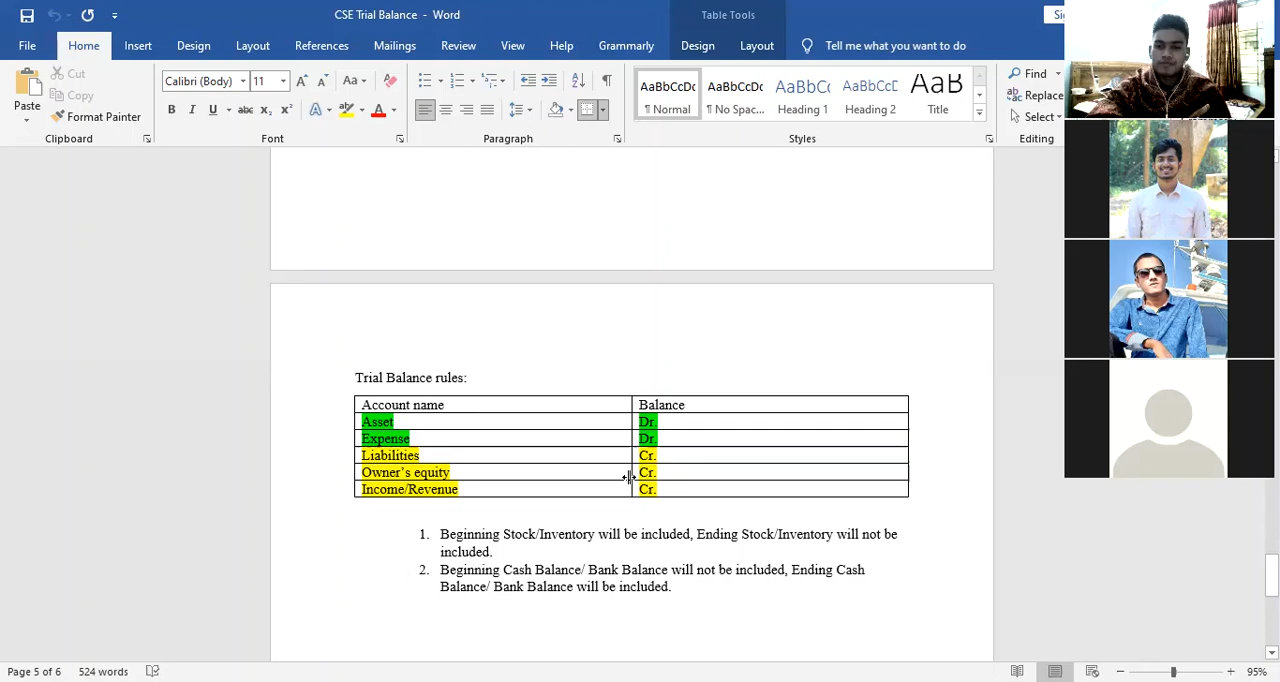 CSE Trial Balance - Word
Table Tools
File Home Insert Design Layout References Mailings Review View Help Grammarly Design Layout Tell me what you want to do
Paste
Cut
Copy
Format Painter
Clipboard
Calibri (Body) 11
Font
Paragraph
AaBbCcDc AaBbCcDc AaBbC AaBbCcD AaB
¶ Normal ¶ No Spac... Heading 1 Heading 2 Title
Styles
Find
Replace
Select
Editing
Trial Balance rules:
Account name Balance
Asset Dr.
Expense Dr.
Liabilities Cr.
Owner's equity Cr.
Income/Revenue Cr.
1. Beginning Stock/Inventory will be included, Ending Stock/Inventory will not be
included.
2. Beginning Cash Balance/ Bank Balance will not be included, Ending Cash
Balance/ Bank Balance will be included.
Page 5 of 6 524 words 95%